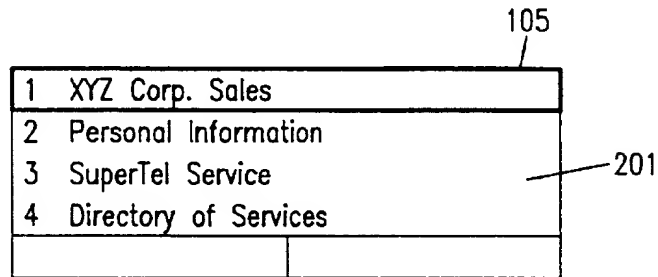 105
1 XYZ Corp. Sales
2 Personal Information
3 SuperTel Service
201
4 Directory of Services